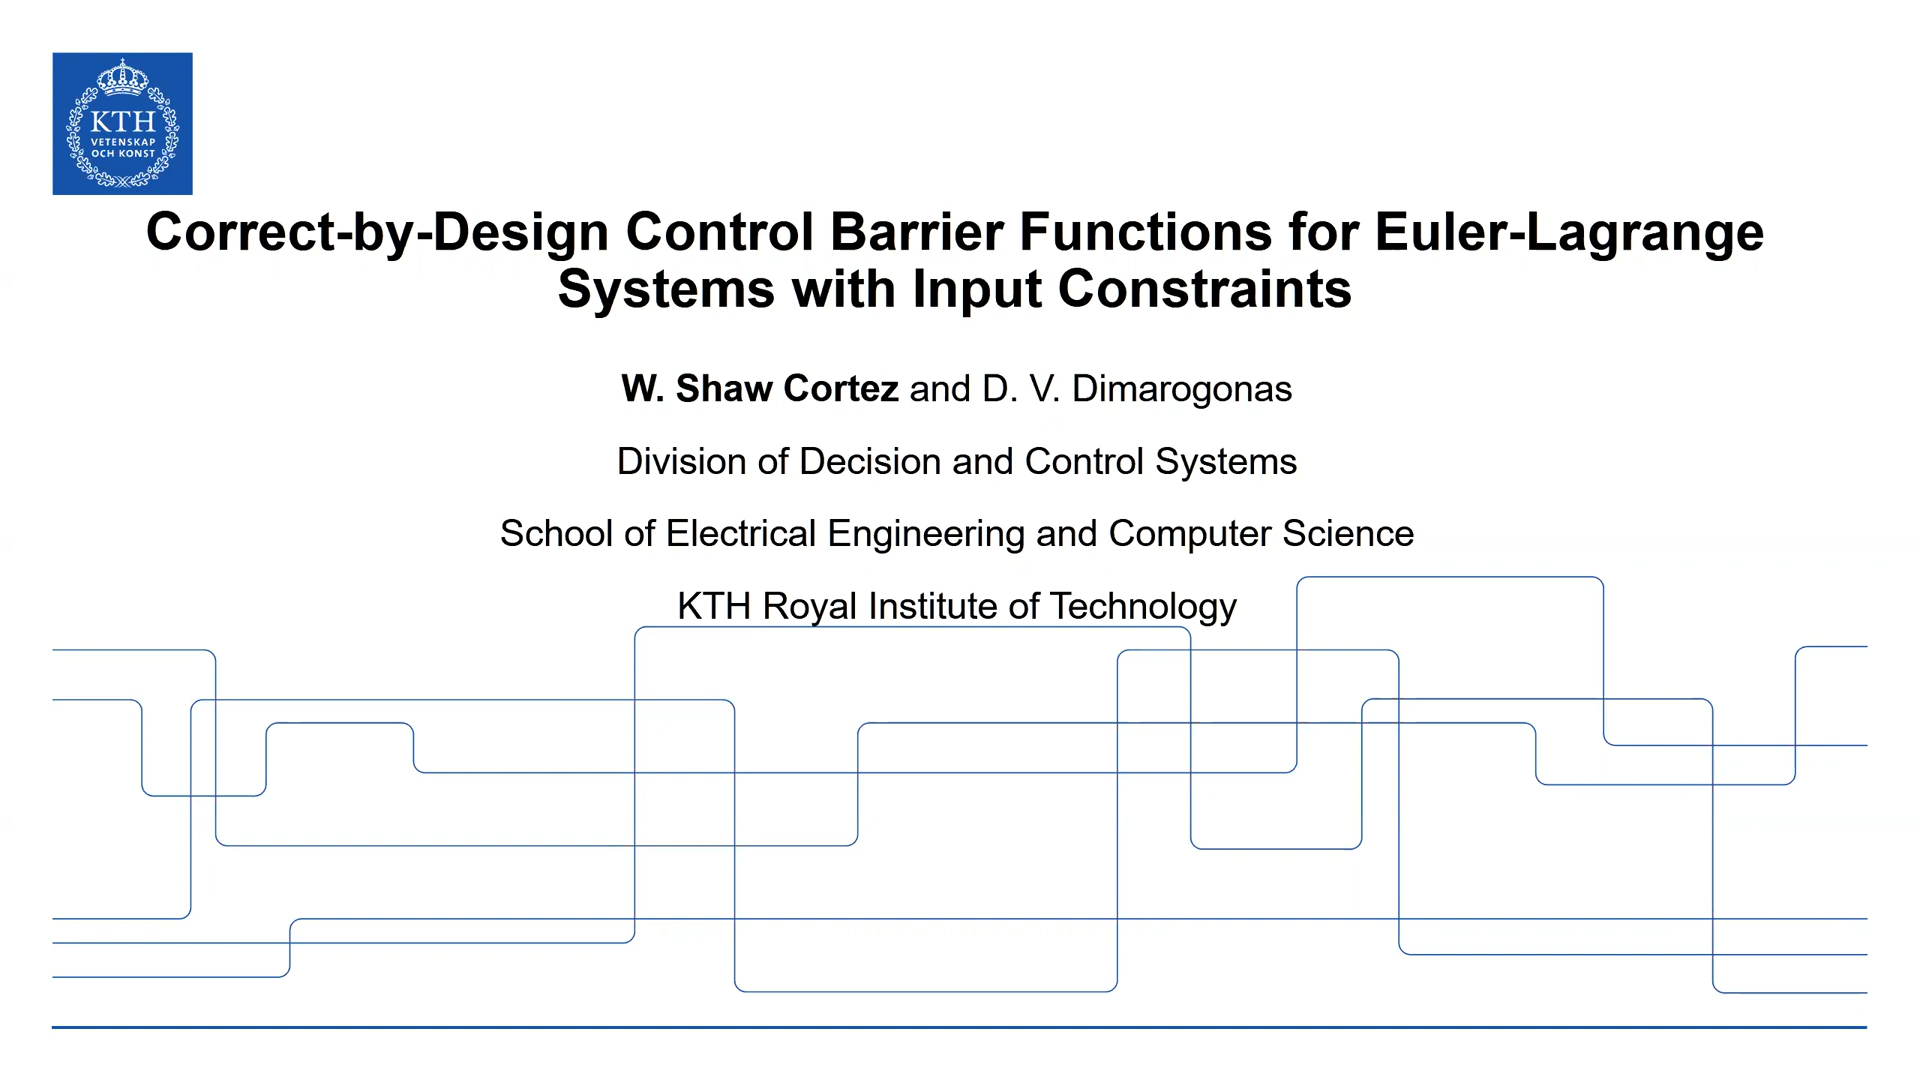 KTH
VETENSKAP
OCH KONST
Correct-by-Design Control Barrier Functions for Euler-Lagrange
Systems with Input Constraints
W. Shaw Cortez and D. V. Dimarogonas
Division of Decision and Control Systems
School of Electrical Engineering and Computer Science
KTH Royal Institute of Technology